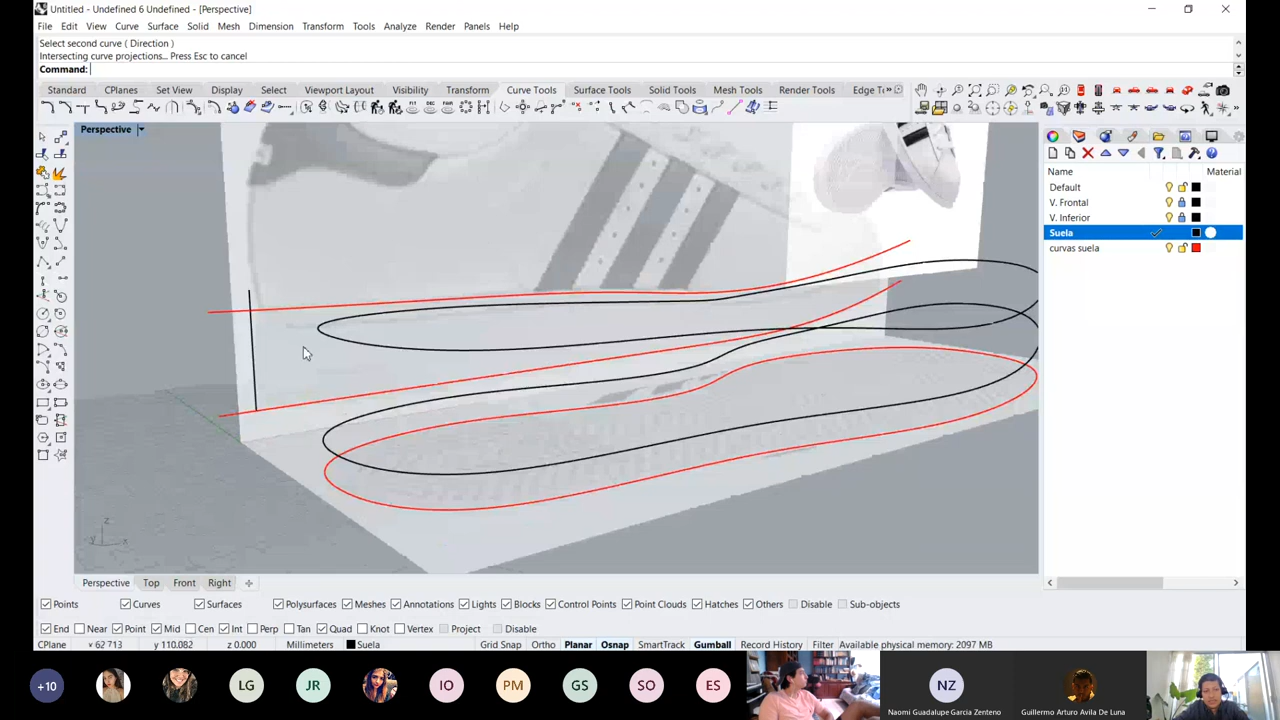 Untitled - Undefined 6 Undefined - [Perspective]
File Edit View Curve Surface Solid Mesh Dimension Transform Tools Analyze Render Panels Help
Select second curve ( Direction )
Intersecting curve projections... Press Esc to cancel
Command:
Standard CPlanes Set View Display Select Viewport Layout Visibility Transform Curve Tools Surface Tools Solid Tools Mesh Tools Render Tools Edge T
Perspective
Name Material
Default
V. Frontal
V. Inferior
Suela
curvas suela
z
y x
Perspective Top Front Right
Points Curves Surfaces Polysurfaces Meshes Annotations Lights Blocks Control Points Point Clouds Hatches Others Disable Sub-objects
End Near Point Mid Cen Int Perp Tan Quad Knot Vertex Project Disable
CPlane x 62 713 y 110.082 z 0.000 Millimeters Suela Grid Snap Ortho Planar Osnap SmartTrack Gumball Record History Filter Available physical memory: 2097 MB
+10 LG JR IO PM GS SO ES NZ
Naomi Guadalupe Garcia Zenteno Guillermo Arturo Avila De Luna